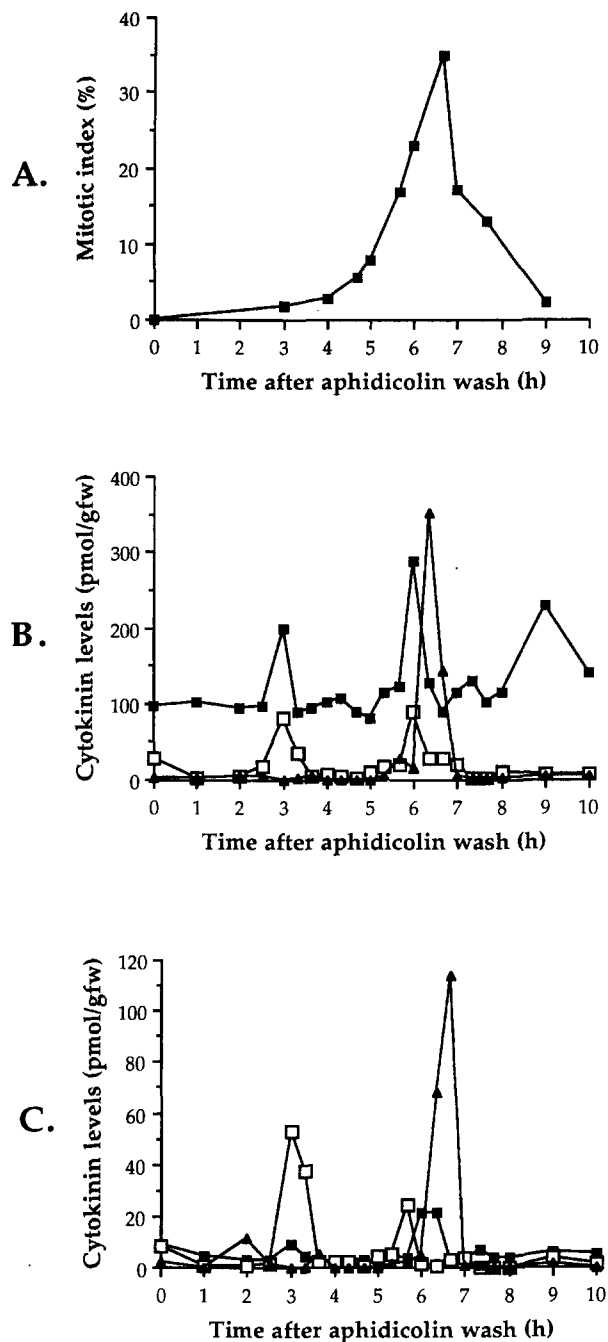 A.
Mitotic index (%)
40
30
20
10
0
0 1 2 3 4 5 6 7 8 9 10
Time after aphidicolin wash (h)
B.
Cytokinin levels (pmol/gfw)
400
300
200
100
0
0 1 2 3 4 5 6 7 8 9 10
Time after aphidicolin wash (h)
C.
Cytokinin levels (pmol/gfw)
120
100
80
60
40
20
0
0 1 2 3 4 5 6 7 8 9 10
Time after aphidicolin wash (h)